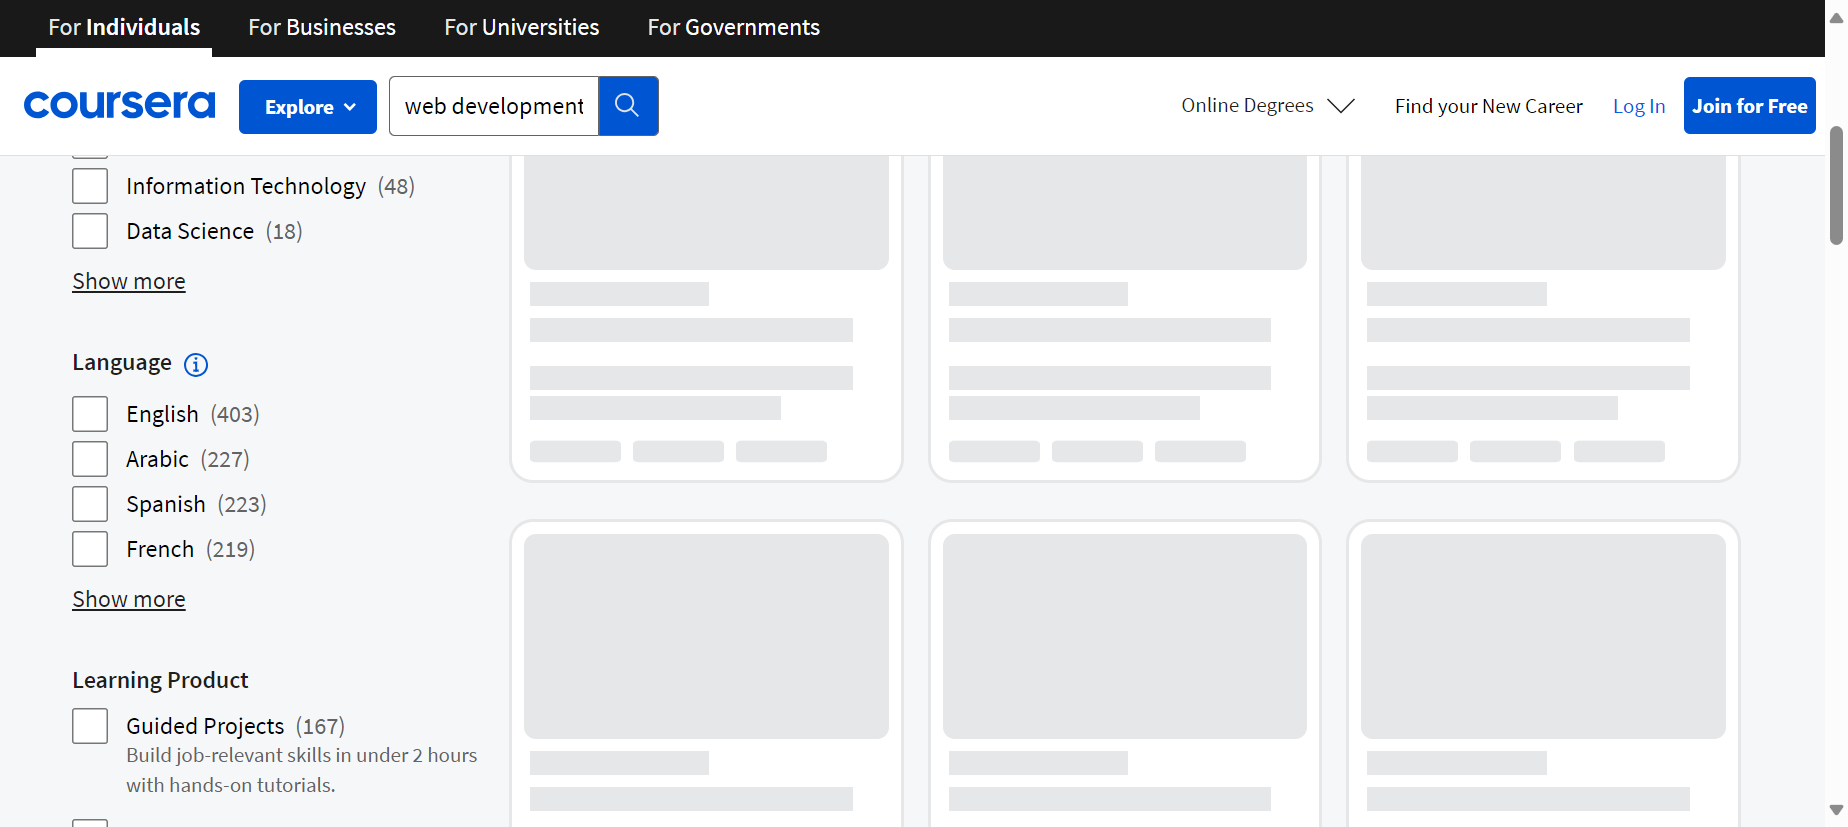 For Individuals
For Businesses
For Universities
For Governments
coursera
Explore
web development
Online Degrees
Find your New Career
Log In
Join for Free
Information Technology (48)
Data Science (18)
Show more
Language
English (403)
Arabic (227)
Spanish (223)
French (219)
Show more
Learning Product
Guided Projects (167)
Build job-relevant skills in under 2 hours
with hands-on tutorials.